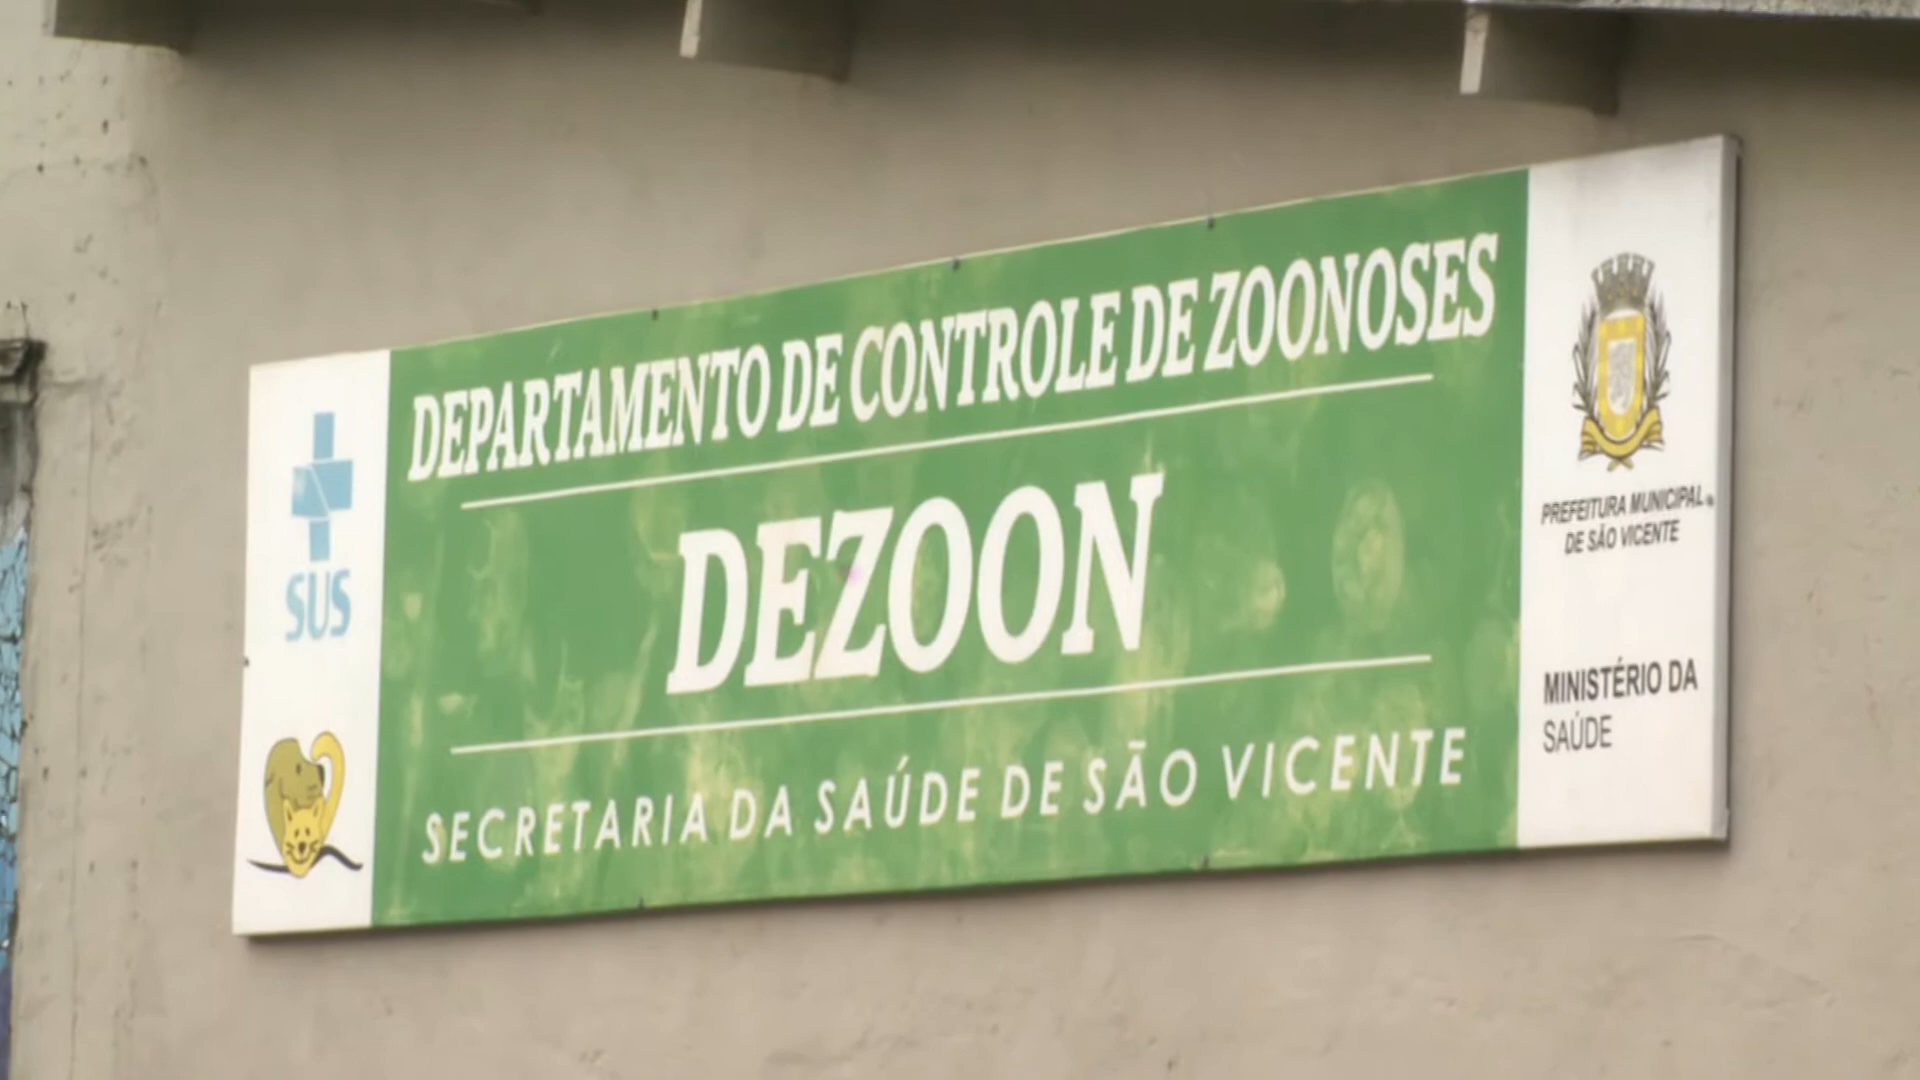 DEPARTAMENTO DE CONTROLE DE ZOONOSES
DEZOON
SECRETARIA DA SAÚDE DE SÃO VICENTE
SUS
PREFEITURA MUNICIPAL
DE SÃO VICENTE
MINISTÉRIO DA
SAÚDE